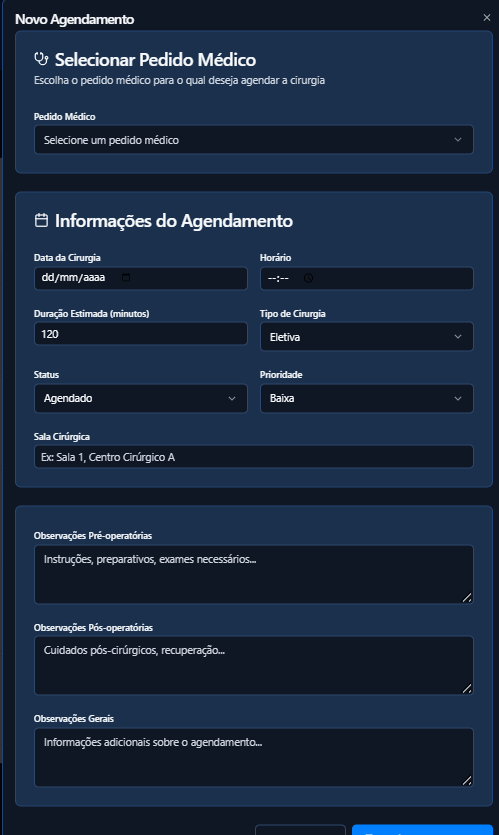 Novo Agendamento
Selecionar Pedido Médico
Escolha o pedido médico para o qual deseja agendar a cirurgia
Pedido Médico
Selecione um pedido médico
Informações do Agendamento
Data da Cirurgia
Horário
dd/mm/aaaa
--:--
Duração Estimada (minutos)
Tipo de Cirurgia
120
Eletiva
Status
Prioridade
Agendado
Baixa
Sala Cirúrgica
Ex: Sala 1, Centro Cirúrgico A
Observações Pré-operatórias
Instruções, preparativos, exames necessários...
Observações Pós-operatórias
Cuidados pós-cirúrgicos, recuperação...
Observações Gerais
Informações adicionais sobre o agendamento...